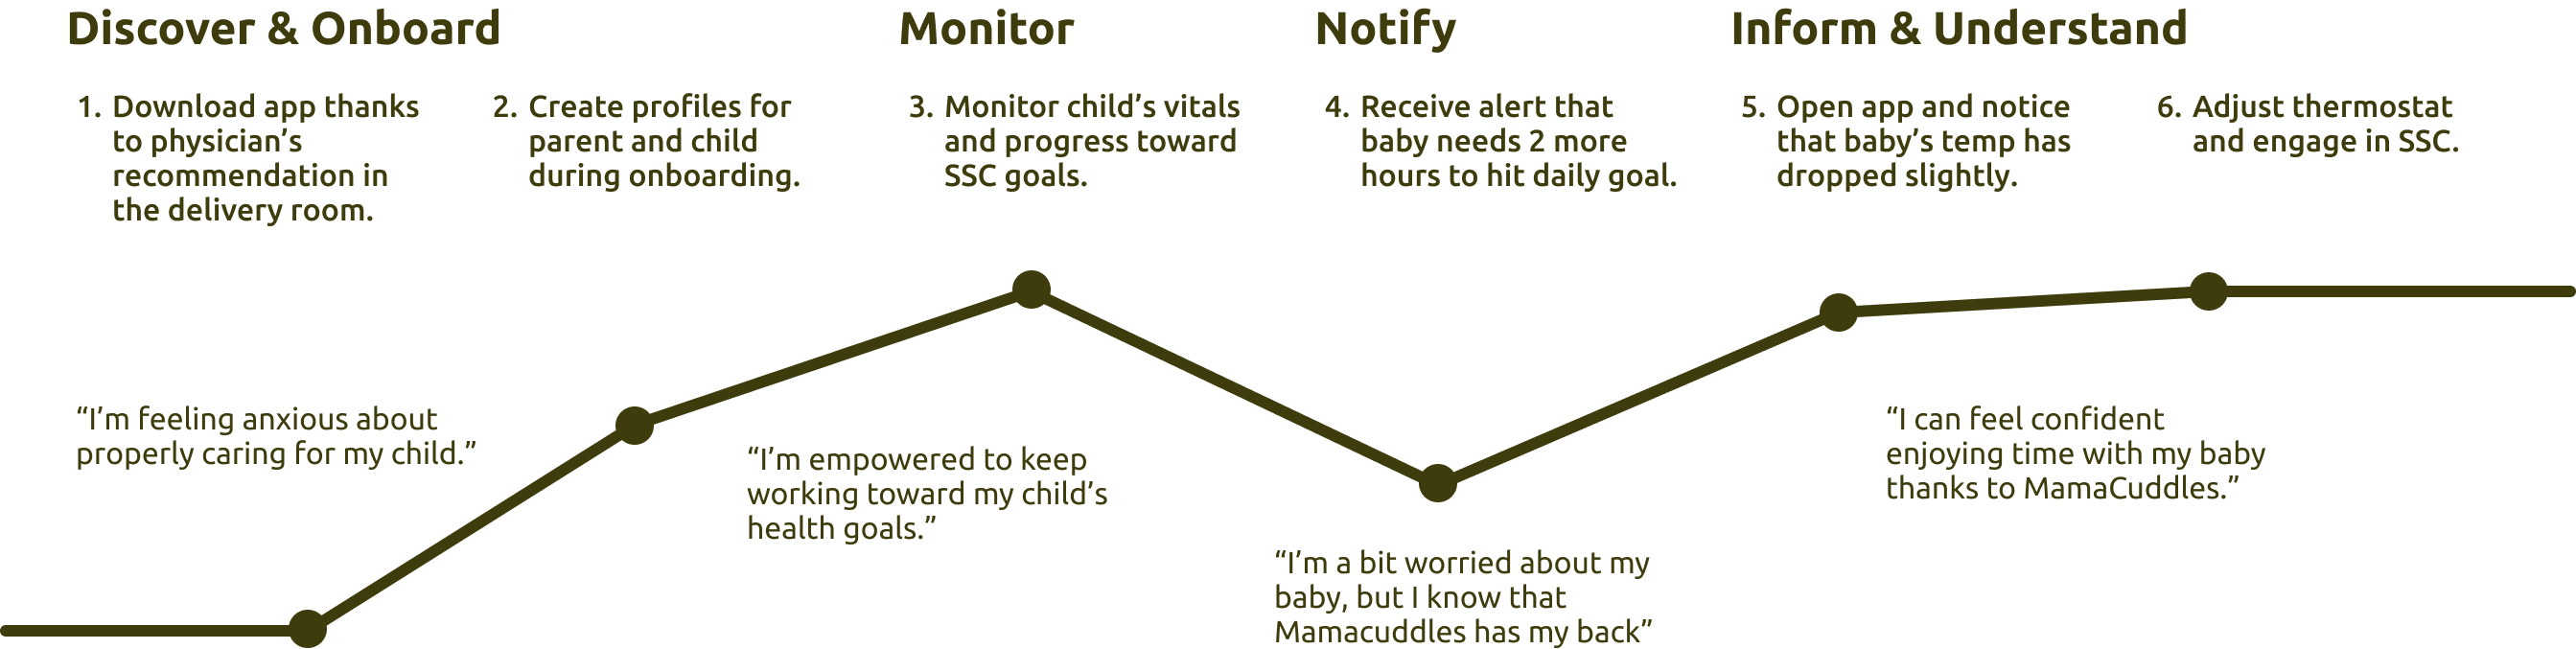 Discover & Onboard
1. Download app thanks
to physician’s
recommendation in
the delivery room.
2. Create profiles for
parent and child
during onboarding.
Monitor
3. Monitor child’s vitals
and progress toward
SSC goals.
Notify
4. Receive alert that
baby needs 2 more
hours to hit daily goal.
Inform & Understand
5. Open app and notice
that baby’s temp has
dropped slightly.
6. Adjust thermostat
and engage in SSC.
“I’m feeling anxious about
properly caring for my child.”
“I’m empowered to keep
working toward my child’s
health goals.”
“I’m a bit worried about my
baby, but I know that
Mamacuddles has my back”
“I can feel confident
enjoying time with my baby
thanks to MamaCuddles.”